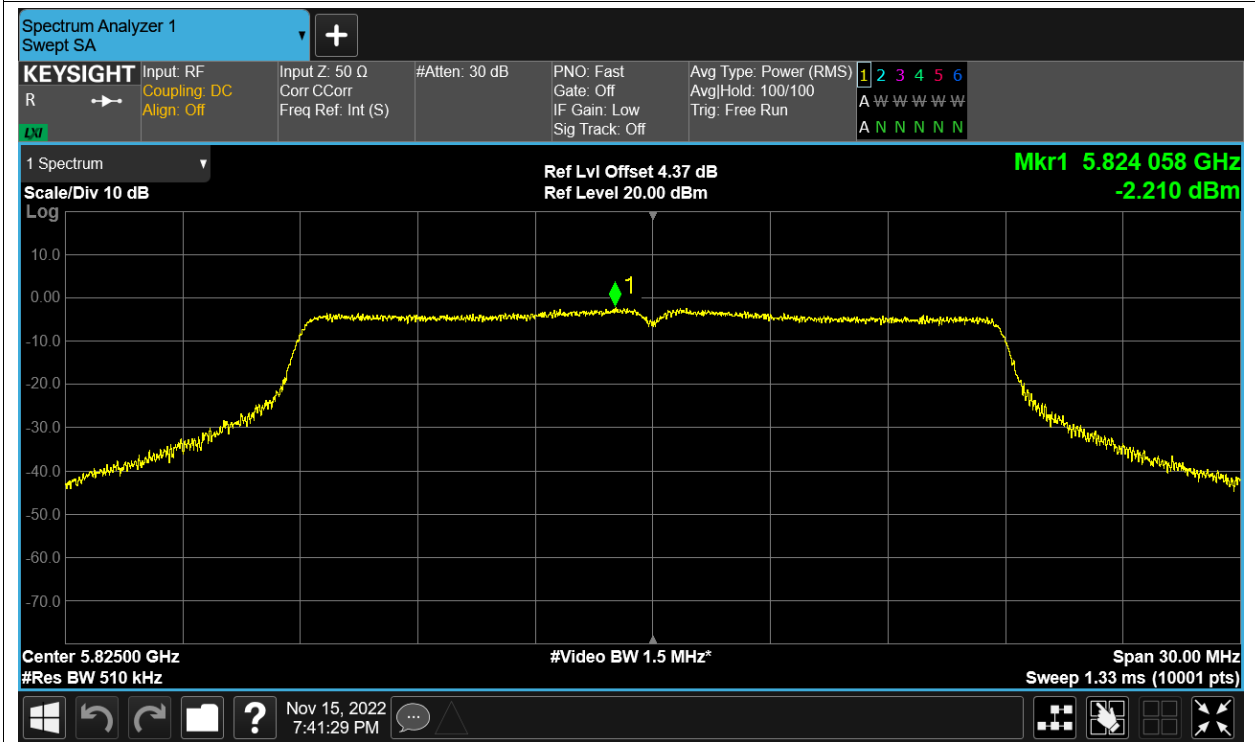 Spectrum Analyzer 1
Swept SA
+
KEYSIGHT
R
LXI
Input: RF
Coupling: DC
Align: Off
Input Z: 50 Ω
Corr CCorr
Freq Ref: Int (S)
#Atten: 30 dB
PNO: Fast
Gate: Off
IF Gain: Low
Sig Track: Off
Avg Type: Power (RMS)
Avg|Hold: 100/100
Trig: Free Run
1 2 3 4 5 6
A W W W W W
A N N N N N
1 Spectrum
Scale/Div 10 dB
Log
Ref Lvl Offset 4.37 dB
Ref Level 20.00 dBm
Mkr1 5.824 058 GHz
-2.210 dBm
1
10.0
0.00
-10.0
-20.0
-30.0
-40.0
-50.0
-60.0
-70.0
Center 5.82500 GHz
#Res BW 510 kHz
#Video BW 1.5 MHz*
Span 30.00 MHz
Sweep 1.33 ms (10001 pts)
?
Nov 15, 2022
7:41:29 PM